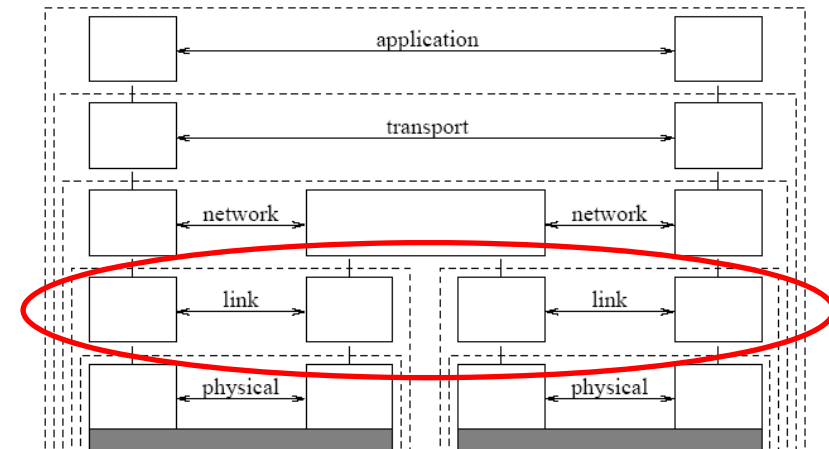 application
transport
network network
link link
physical physical